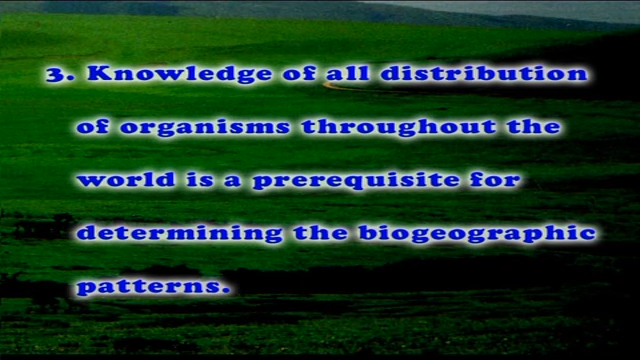 3. Knowledge of all distribution
of organisms throughout the
world is a prerequisite for
determining the biogeographic
patterns.